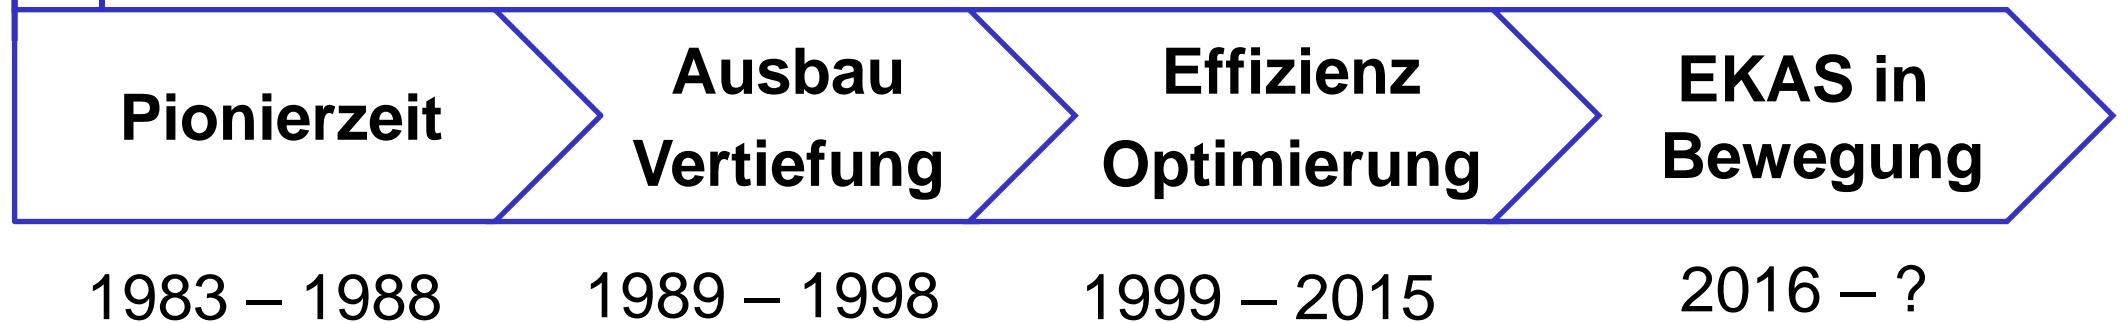 Pionierzeit
Ausbau
Vertiefung
Effizienz
Optimierung
EKAS in
Bewegung
1983 – 1988
1989 – 1998
1999 – 2015
2016 – ?